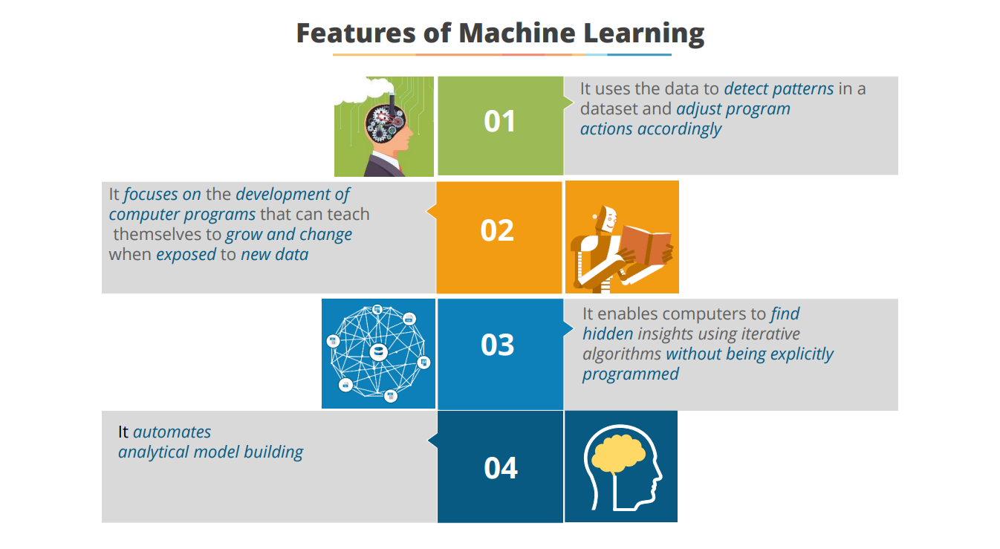 Features of Machine Learning
01
It uses the data to detect patterns in a
dataset and adjust program
actions accordingly
It focuses on the development of
computer programs that can teach
themselves to grow and change
when exposed to new data
02
03
It enables computers to find
hidden insights using iterative
algorithms without being explicitly
programmed
It automates
analytical model building
04